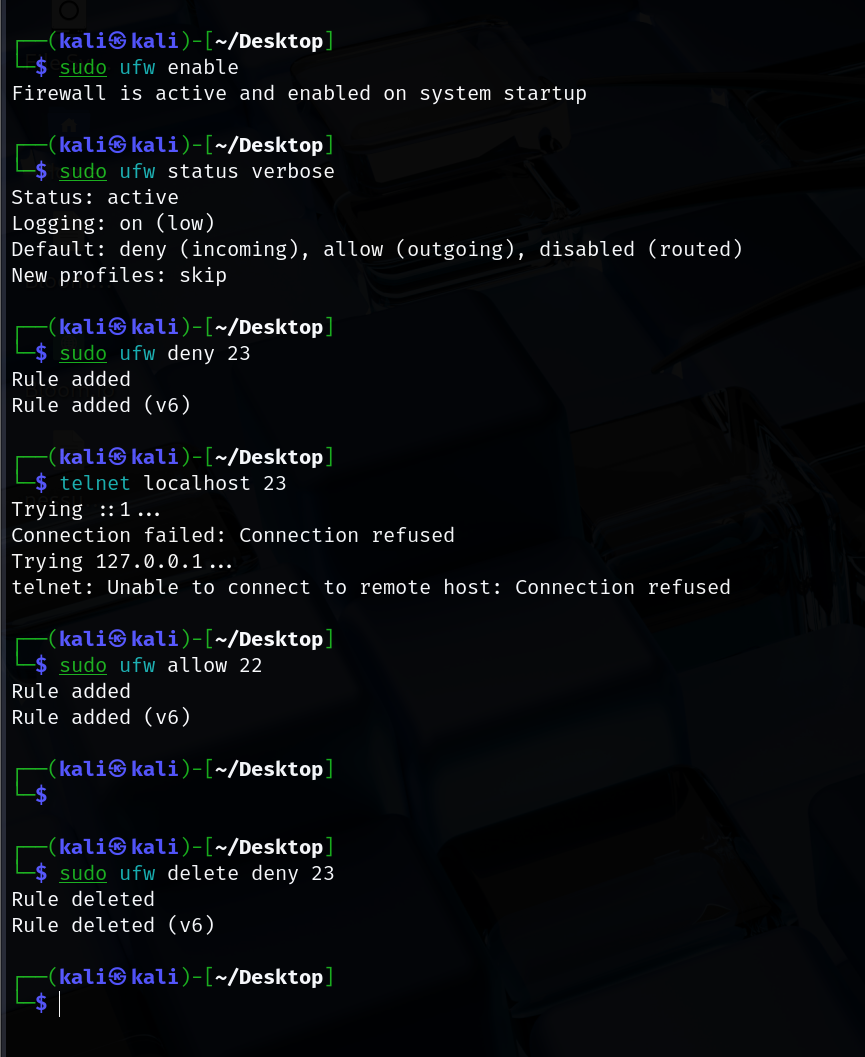 ┌──(kali㉿kali)-[~/Desktop]
└─$ sudo ufw enable
Firewall is active and enabled on system startup
┌──(kali㉿kali)-[~/Desktop]
└─$ sudo ufw status verbose
Status: active
Logging: on (low)
Default: deny (incoming), allow (outgoing), disabled (routed)
New profiles: skip
┌──(kali㉿kali)-[~/Desktop]
└─$ sudo ufw deny 23
Rule added
Rule added (v6)
┌──(kali㉿kali)-[~/Desktop]
└─$ telnet localhost 23
Trying ::1...
Connection failed: Connection refused
Trying 127.0.0.1...
telnet: Unable to connect to remote host: Connection refused
┌──(kali㉿kali)-[~/Desktop]
└─$ sudo ufw allow 22
Rule added
Rule added (v6)
┌──(kali㉿kali)-[~/Desktop]
└─$
┌──(kali㉿kali)-[~/Desktop]
└─$ sudo ufw delete deny 23
Rule deleted
Rule deleted (v6)
┌──(kali㉿kali)-[~/Desktop]
└─$